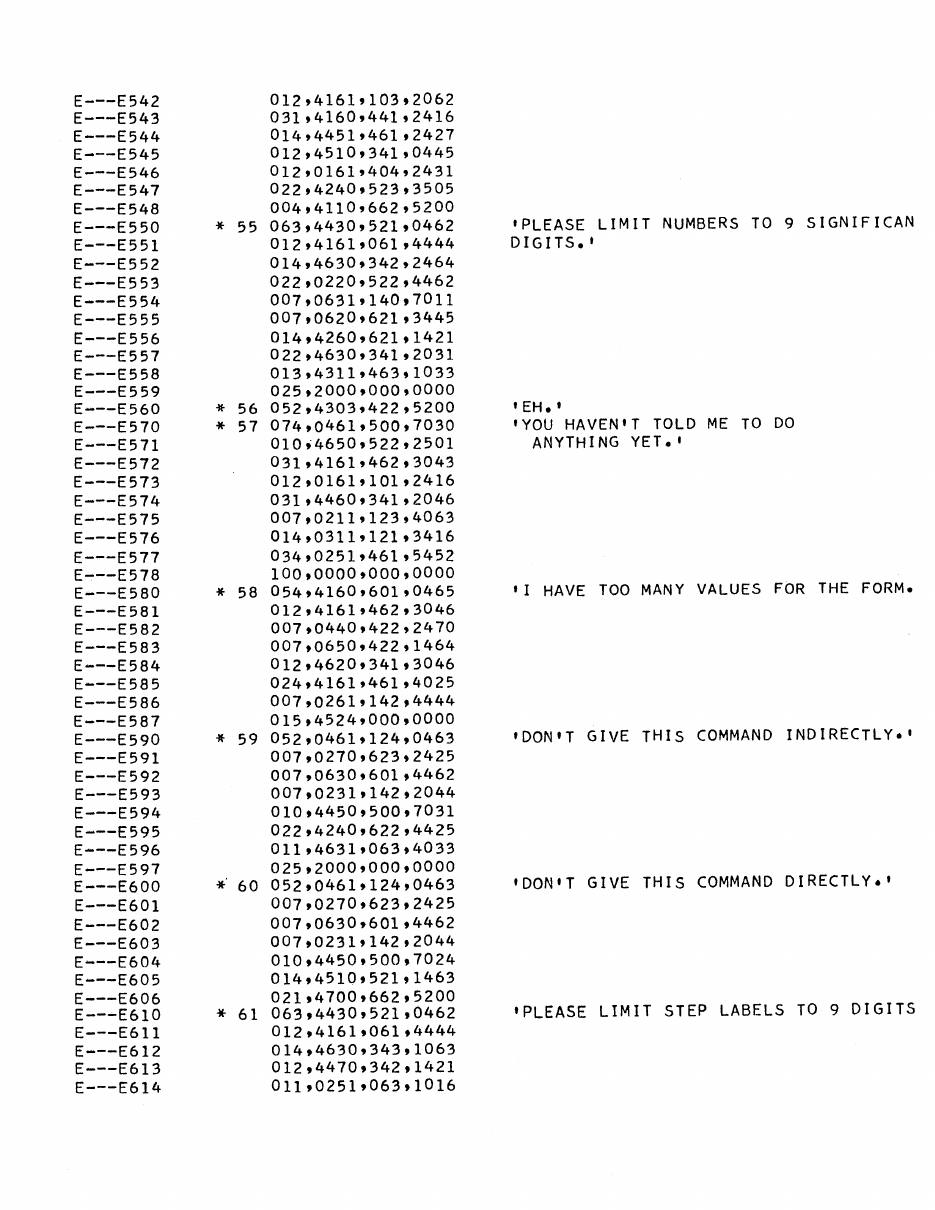 E---E542 012,4161,103,2062
E---E543 031,4160,441,2416
E---E544 014,4451,461,2427
E---E545 012,4510,341,0445
E---E546 012,0161,404,2431
E---E547 022,4240,523,3505
E---E548 004,4110,662,5200
E---E550 * 55 063,4430,521,0462 'PLEASE LIMIT NUMBERS TO 9 SIGNIFICAN
E---E551 012,4161,061,4444 DIGITS.'
E---E552 014,4630,342,2464
E---E553 022,0220,522,4462
E---E554 007,0631,140,7011
E---E555 007,0620,621,3445
E---E556 014,4260,621,1421
E---E557 022,4630,341,2031
E---E558 013,4311,463,1033
E---E559 025,2000,000,0000
E---E560 * 56 052,4303,422,5200 'EH.'
E---E570 * 57 074,0461,500,7030 'YOU HAVEN'T TOLD ME TO DO
E---E571 010,4650,522,2501 ANYTHING YET.'
E---E572 031,4161,462,3043
E---E573 012,0161,101,2416
E---E574 031,4460,341,2046
E---E575 007,0211,123,4063
E---E576 014,0311,121,3416
E---E577 034,0251,461,5452
E---E578 100,0000,000,0000
E---E580 * 58 054,4160,601,0465 'I HAVE TOO MANY VALUES FOR THE FORM.
E---E581 012,4161,462,3046
E---E582 007,0440,422,2470
E---E583 007,0650,422,1464
E---E584 012,4620,341,3046
E---E585 024,4161,461,4025
E---E586 007,0261,142,4444
E---E587 015,4524,000,0000
E---E590 * 59 052,0461,124,0463 'DON'T GIVE THIS COMMAND INDIRECTLY.'
E---E591 007,0270,623,2425
E---E592 007,0630,601,4462
E---E593 007,0231,142,2044
E---E594 010,4450,500,7031
E---E595 022,4240,622,4425
E---E596 011,4631,063,4033
E---E597 025,2000,000,0000
E---E600 * 60 052,0461,124,0463 'DON'T GIVE THIS COMMAND DIRECTLY.'
E---E601 007,0270,623,2425
E---E602 007,0630,601,4462
E---E603 007,0231,142,2044
E---E604 010,4450,500,7024
E---E605 014,4510,521,1463
E---E606 021,4700,662,5200
E---E610 * 61 063,4430,521,0462 'PLEASE LIMIT STEP LABELS TO 9 DIGITS
E---E611 012,4161,061,4444
E---E612 014,4630,343,1063
E---E613 012,4470,342,1421
E---E614 011,0251,063,1016